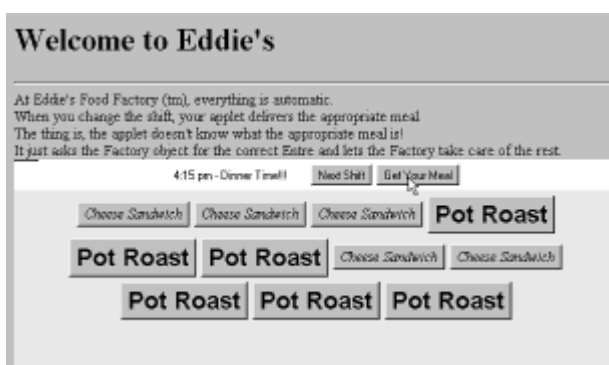 Welcome to Eddie's
At Eddie's Food Factory (tm), everything is automatic.
When you change the shift, your applet delivers the appropriate meal
The thing is, the applet doesn't know what the appropriate meal is!
It just asks the Factory object for the correct Entre and lets the Factory take care of the rest.
4:15 pm - Dinner Time!! Next Shift Get Your Meal
Cheese Sandwich Cheese Sandwich Cheese Sandwich Pot Roast
Pot Roast Pot Roast Cheese Sandwich Cheese Sandwich
Pot Roast Pot Roast Pot Roast